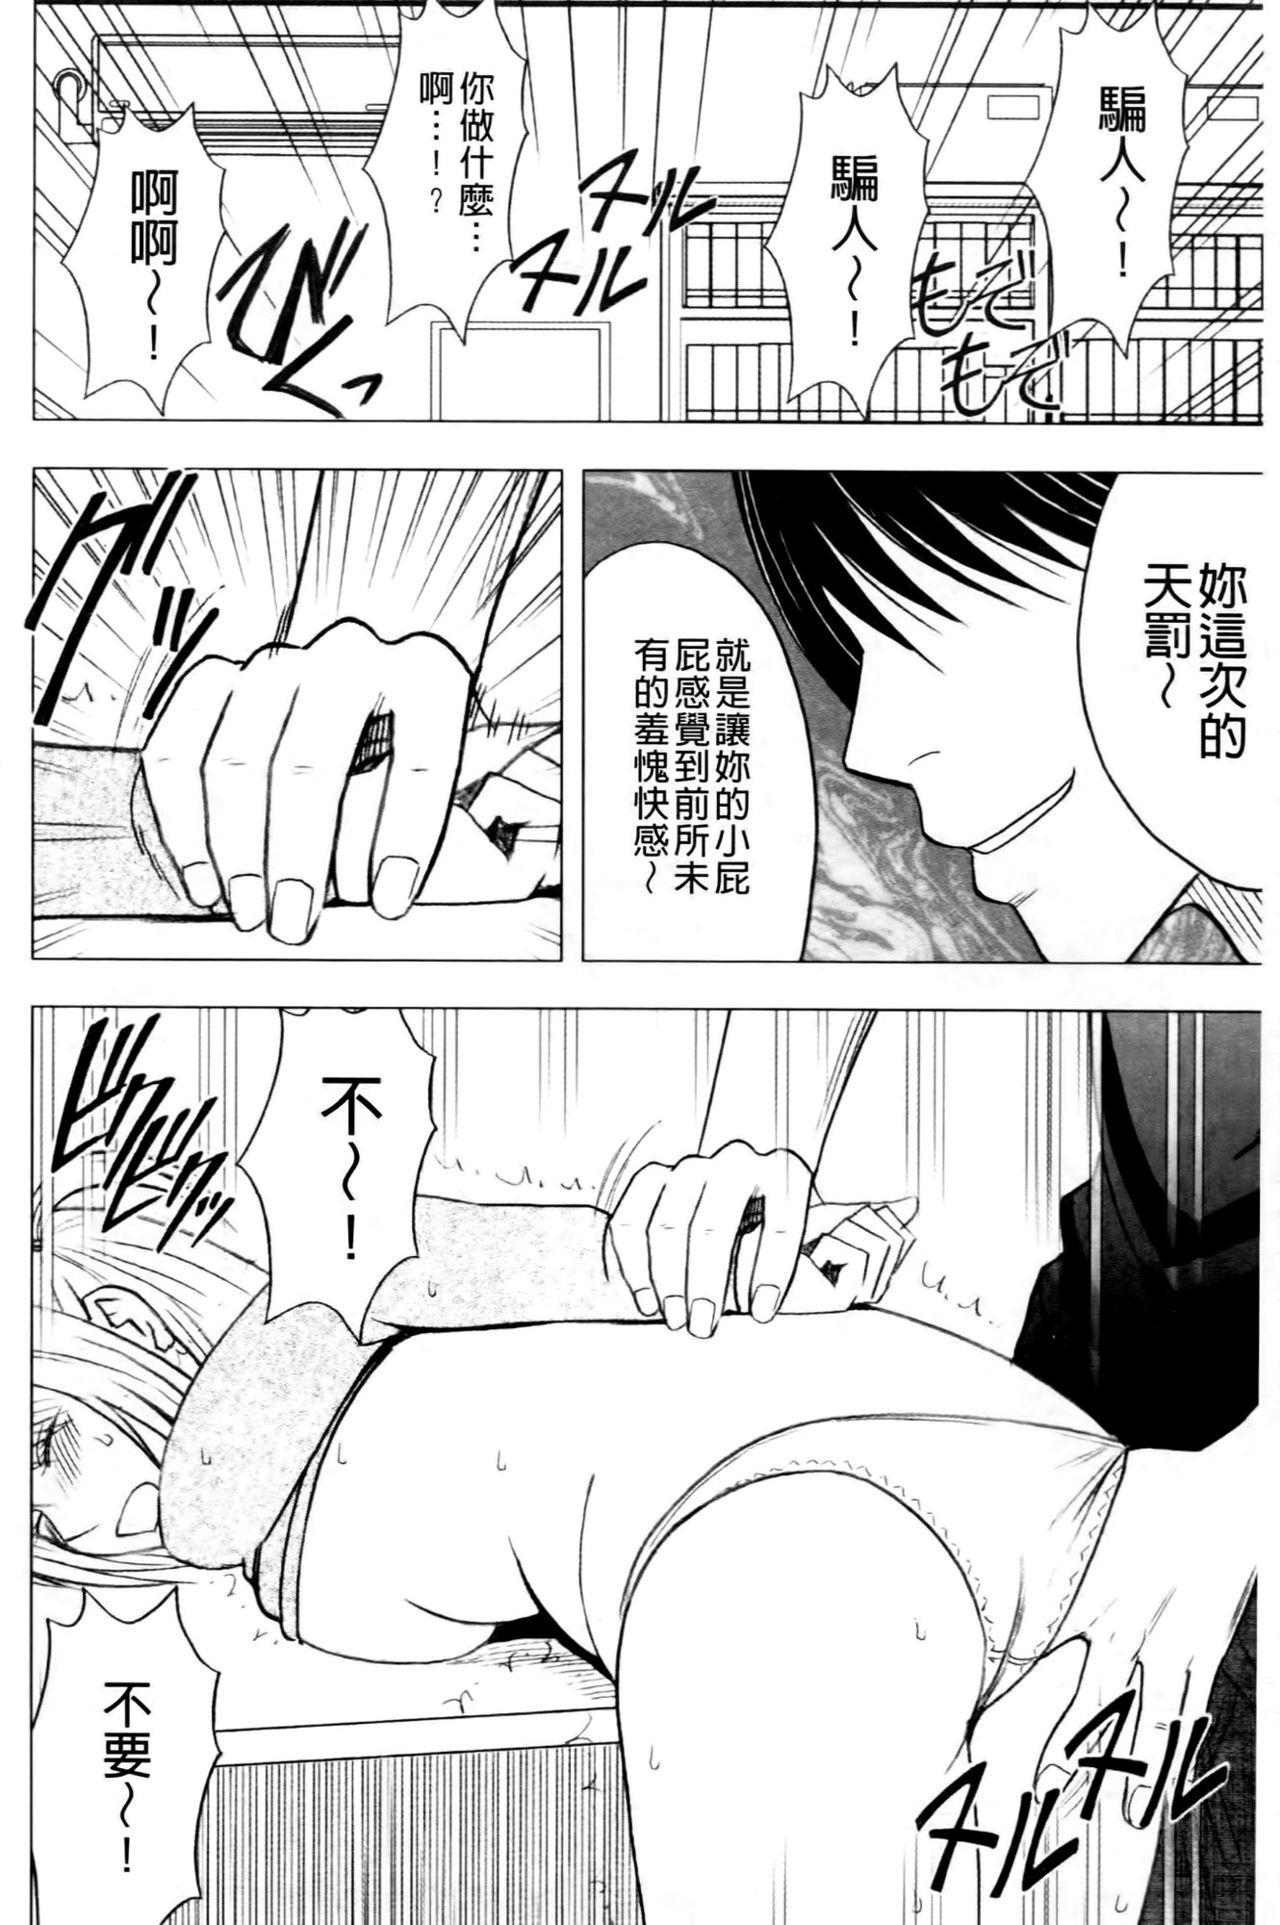 騙人～！
騙人～！
もぞ
もぞ
ヌル
ヌル
你做什麼…
啊…！？
啊啊～！
びくっ
妳這次的
天罰～
就是讓妳的小屁
屁感覺到前所未
有的羞愧快感～
グググ
不～！
ビクビクッ
ヌル
ヌル
不要～！